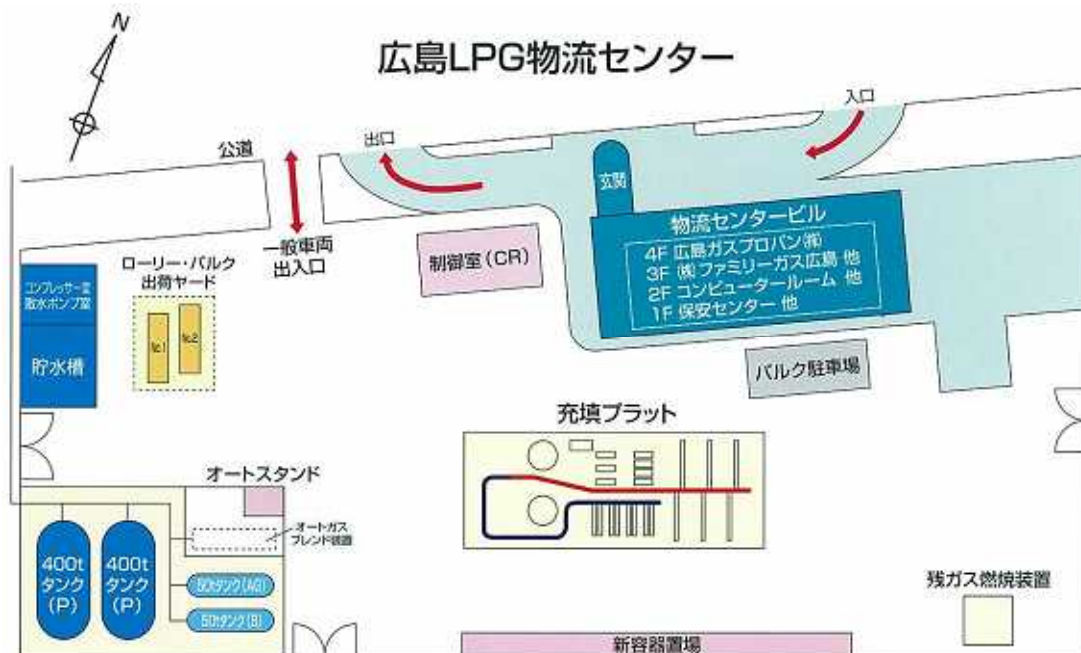 N
広島LPG物流センター
入口
出口
公道
玄関
一般車両
出入口
物流センタービル
4F 広島ガスプロパン㈱
3F ㈱ファミリーガス広島 他
2F コンピュータールーム 他
1F 保安センター 他
制御室(CR)
ローリー・バルク
出荷ヤード
コンプレッサー室
散水ポンプ室
No.1
No.2
貯水槽
バルク駐車場
充填プラット
オートスタンド
オートガス
ブレンド装置
400t
タンク
(P)
400t
タンク
(P)
50tタンク(AG)
50tタンク(B)
残ガス燃焼装置
新容器置場